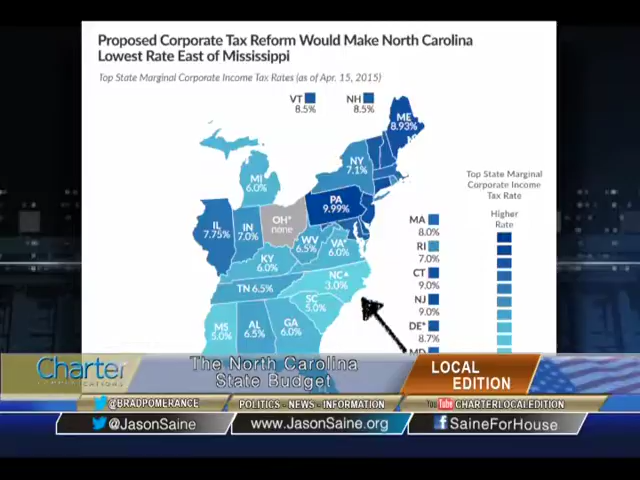 Proposed Corporate Tax Reform Would Make North Carolina
Lowest Rate East of Mississippi
Top State Marginal Corporate Income Tax Rates (as of Apr. 15, 2015)
VT
8.5%
NH
8.5%
ME
8.93%
NY
7.1%
MI
6.0%
PA
9.99%
IL
7.75%
IN
7.0%
OH*
none
WV
6.5%
VA*
6.0%
KY
6.0%
NC^
3.0%
TN 6.5%
SC
5.0%
MS
5.0%
AL
6.5%
GA
6.0%
MA
8.0%
RI
7.0%
CT
9.0%
NJ
9.0%
DE*
8.7%
MD
Top State Marginal
Corporate Income
Tax Rate
Higher
Rate
Charter
COMMUNICATIONS
The North Carolina
State Budget
LOCAL
EDITION
@BRADPOMERANCE
POLITICS - NEWS - INFORMATION
You Tube CHARTERLOCALEDITION
@JasonSaine
www.JasonSaine.org
f SaineForHouse